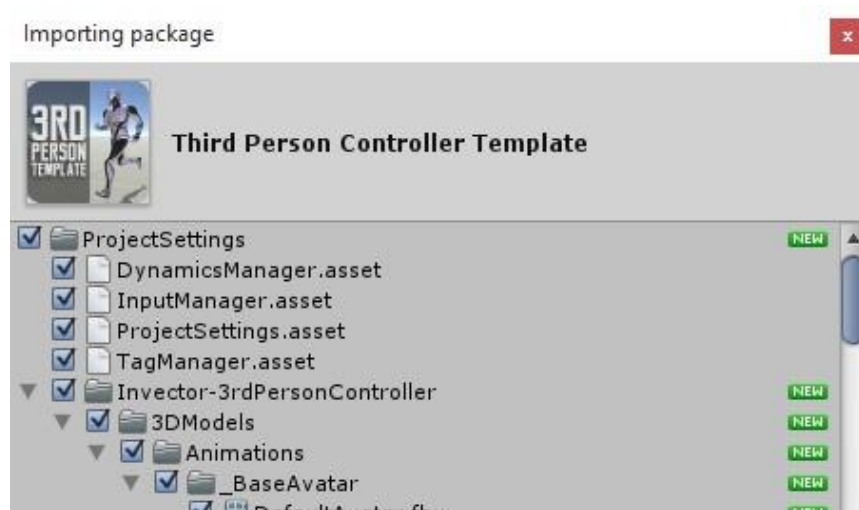 Importing package
x
3RD
PERSON
TEMPLATE
Third Person Controller Template
ProjectSettings NEW
DynamicsManager.asset
InputManager.asset
ProjectSettings.asset
TagManager.asset
Invector-3rdPersonController NEW
3DModels NEW
Animations NEW
_BaseAvatar NEW